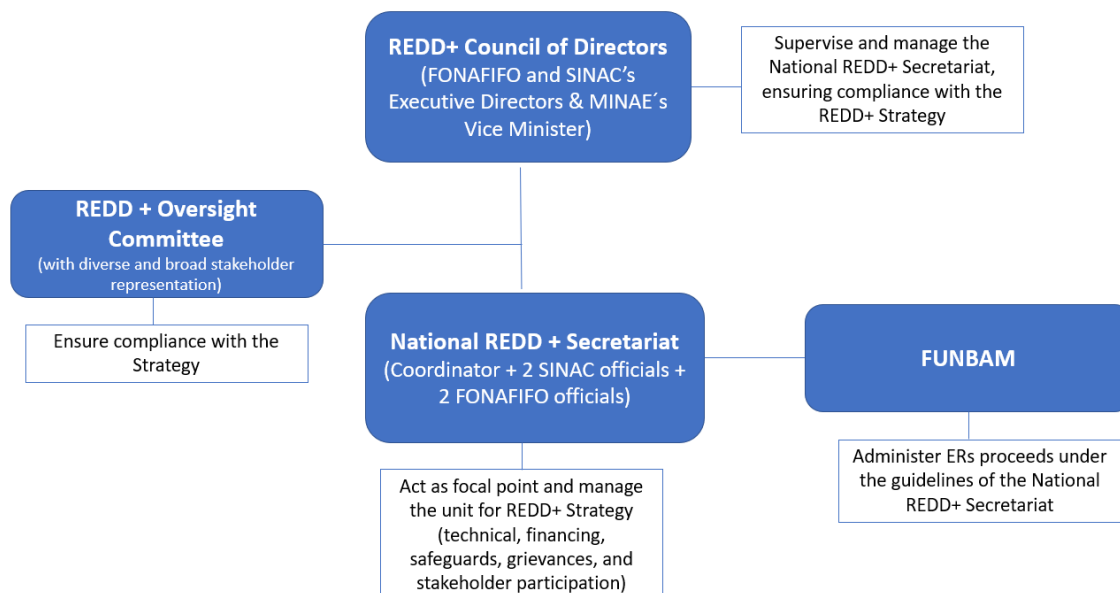 REDD+ Council of Directors
(FONAFIFO and SINAC's
Executive Directors & MINAE´s
Vice Minister)
Supervise and manage the
National REDD+ Secretariat,
ensuring compliance with the
REDD+ Strategy
REDD + Oversight
Committee
(with diverse and broad stakeholder
representation)
Ensure compliance with the
Strategy
National REDD + Secretariat
(Coordinator + 2 SINAC officials +
2 FONAFIFO officials)
Act as focal point and manage
the unit for REDD+ Strategy
(technical, financing,
safeguards, grievances, and
stakeholder participation)
FUNBAM
Administer ERs proceeds under
the guidelines of the National
REDD+ Secretariat